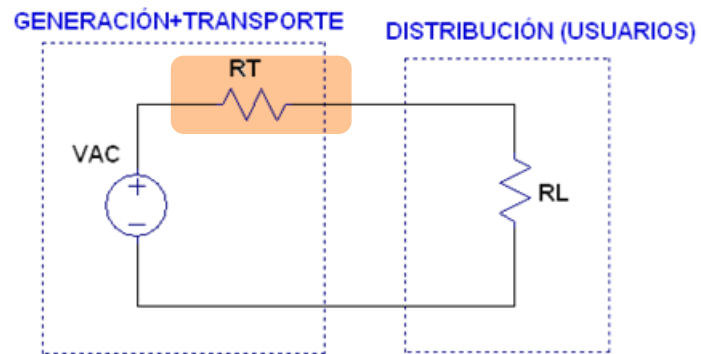 GENERACIÓN+TRANSPORTE
DISTRIBUCIÓN (USUARIOS)
RT
VAC
RL